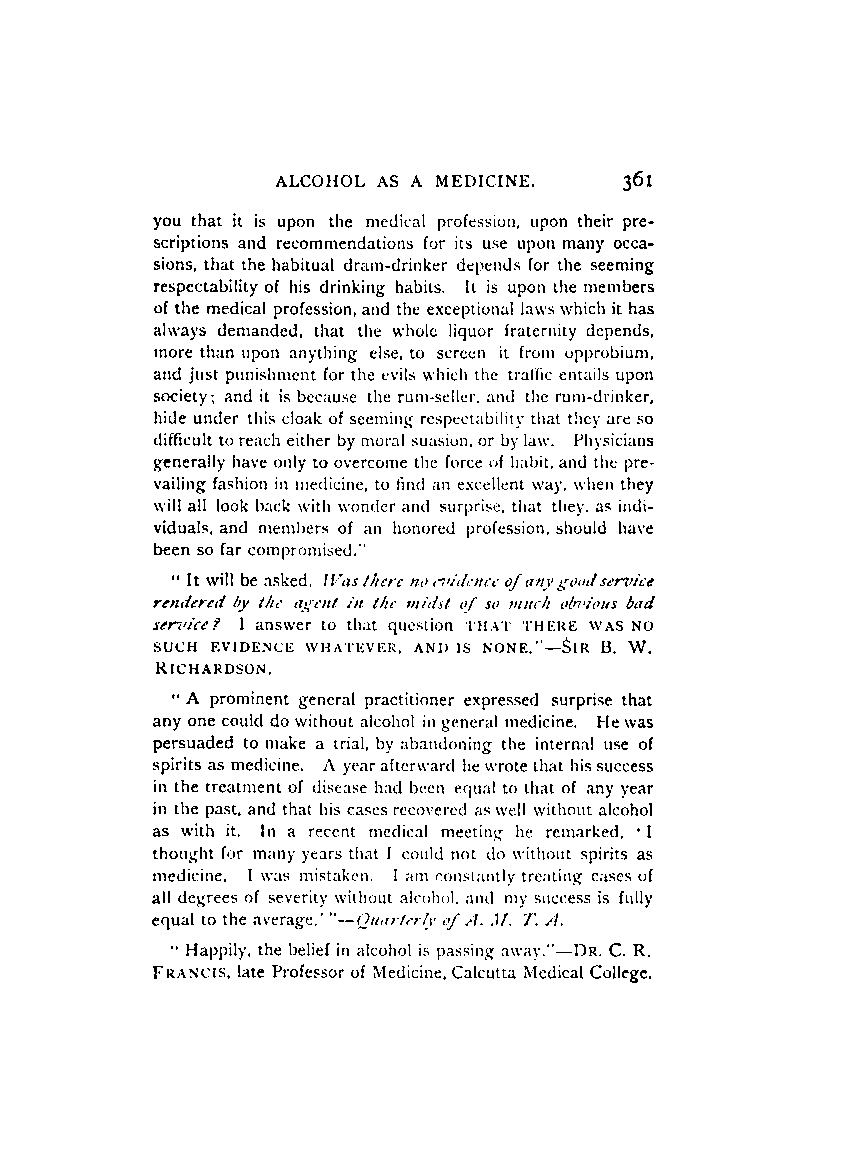 ALCOHOL AS A MEDICINE. 361
you that it is upon the medical profession, upon their pre-
scriptions and recommendations for its use upon many occa-
sions, that the habitual dram-drinker depends for the seeming
respectability of his drinking habits. It is upon the members
of the medical profession, and the exceptional laws which it has
always demanded, that the whole liquor fraternity depends,
more than upon anything else, to screen it from opprobium,
and just punishment for the evils which the traffic entails upon
society; and it is because the rum-seller, and the rum-drinker,
hide under this cloak of seeming respectability that they are so
difficult to reach either by moral suasion, or by law. Physicians
generally have only to overcome the force of habit, and the pre-
vailing fashion in medicine, to find an excellent way, when they
will all look back with wonder and surprise, that they, as indi-
viduals, and members of an honored profession, should have
been so far compromised."
" It will be asked, Was there no evidence of any good service
rendered by the agent in the midst of so much obvious bad
service? I answer to that question THAT THERE WAS NO
SUCH EVIDENCE WHATEVER, AND IS NONE."—SIR B. W.
RICHARDSON.
" A prominent general practitioner expressed surprise that
any one could do without alcohol in general medicine. He was
persuaded to make a trial, by abandoning the internal use of
spirits as medicine. A year afterward he wrote that his success
in the treatment of disease had been equal to that of any year
in the past, and that his cases recovered as well without alcohol
as with it. In a recent medical meeting he remarked, 'I
thought for many years that I could not do without spirits as
medicine. I was mistaken. I am constantly treating cases of
all degrees of severity without alcohol, and my success is fully
equal to the average.' "—Quarterly of A. M. T. A.
" Happily, the belief in alcohol is passing away."—DR. C. R.
FRANCIS, late Professor of Medicine, Calcutta Medical College.